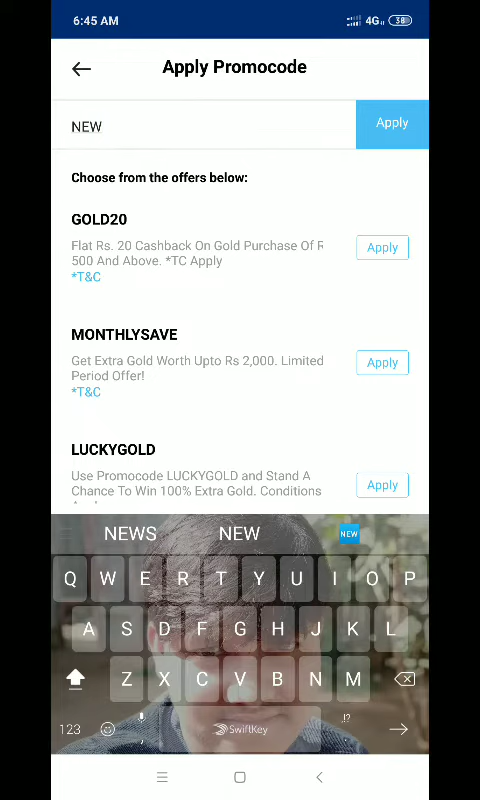 6:45 AM
4G
38
Apply Promocode
NEW
Apply
Choose from the offers below:
GOLD20
Flat Rs. 20 Cashback On Gold Purchase Of R
500 And Above. *TC Apply
*T&C
Apply
MONTHLYSAVE
Get Extra Gold Worth Upto Rs 2,000. Limited
Period Offer!
*T&C
Apply
LUCKYGOLD
Use Promocode LUCKYGOLD and Stand A
Chance To Win 100% Extra Gold. Conditions
Apply
NEWS NEW NEW
Q W E R T Y U I O P
A S D F G H J K L
Z X C V B N M
123 , SwiftKey .!?